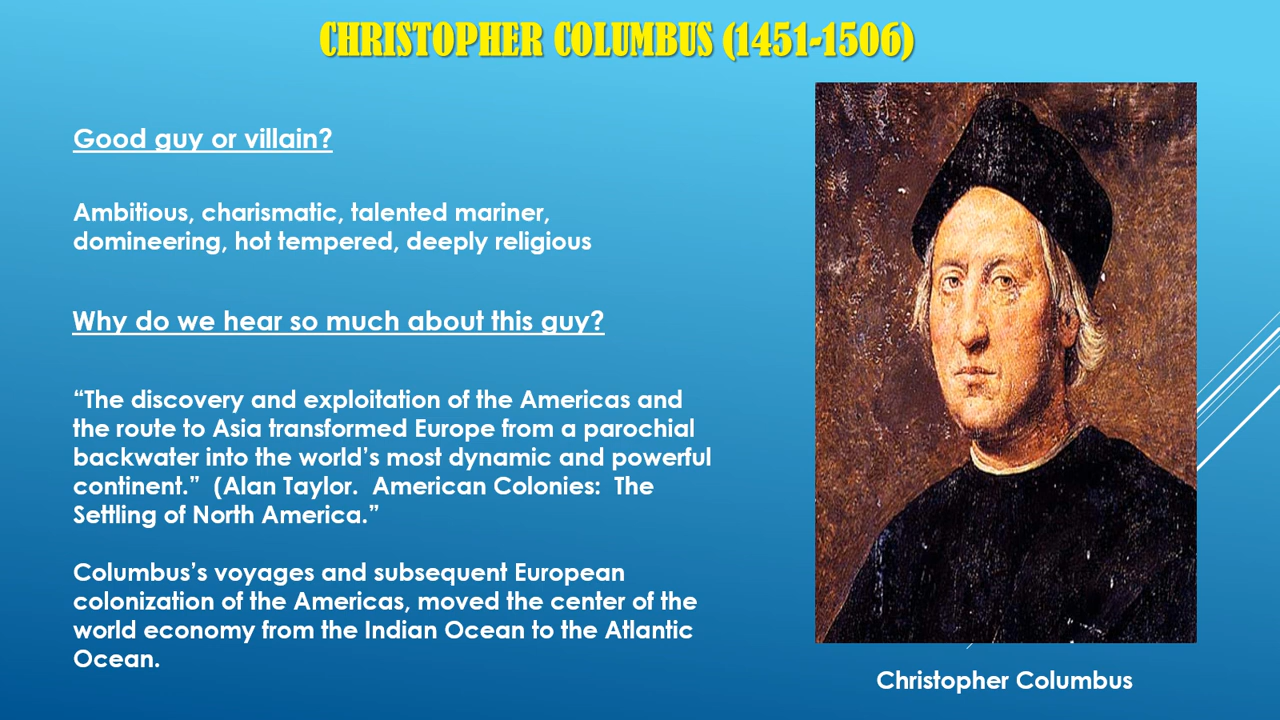 CHRISTOPHER COLUMBUS (1451-1506)
Good guy or villain?
Ambitious, charismatic, talented mariner,
domineering, hot tempered, deeply religious
Why do we hear so much about this guy?
“The discovery and exploitation of the Americas and
the route to Asia transformed Europe from a parochial
backwater into the world’s most dynamic and powerful
continent.”  (Alan Taylor.  American Colonies:  The
Settling of North America.”
Columbus’s voyages and subsequent European
colonization of the Americas, moved the center of the
world economy from the Indian Ocean to the Atlantic
Ocean.
Christopher Columbus